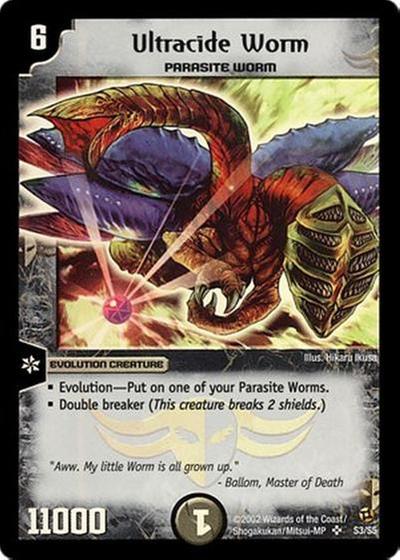 6
Ultracide Worm
PARASITE WORM
Illus. Hikaru Ikusa
EVOLUTION CREATURE
▪ Evolution—Put on one of your Parasite Worms.
▪ Double breaker (This creature breaks 2 shields.)
"Aww. My little Worm is all grown up."
- Ballom, Master of Death
11000
1
©2002 Wizards of the Coast/
Shogakukan/Mitsui-MP S3/S5